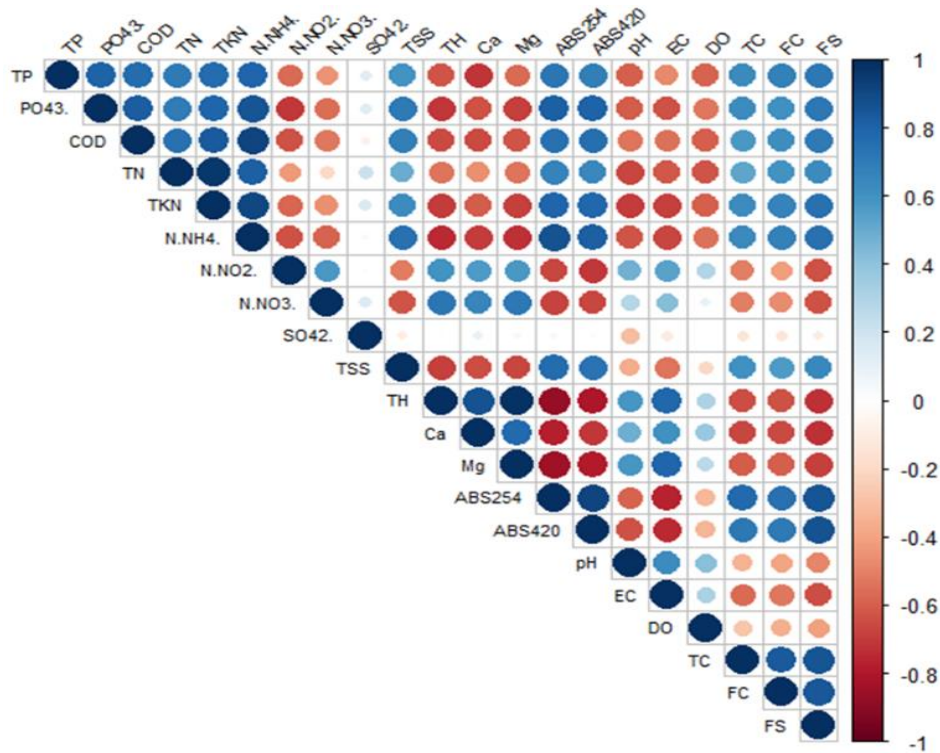 TP PO43. COD TN TKN N.NH4. N.NO2. N.NO3. SO42. TSS TH Ca Mg ABS254 ABS420 pH EC DO TC FC FS
TP
PO43.
COD
TN
TKN
N.NH4.
N.NO2.
N.NO3.
SO42.
TSS
TH
Ca
Mg
ABS254
ABS420
pH
EC
DO
TC
FC
FS
1
0.8
0.6
0.4
0.2
0
-0.2
-0.4
-0.6
-0.8
-1